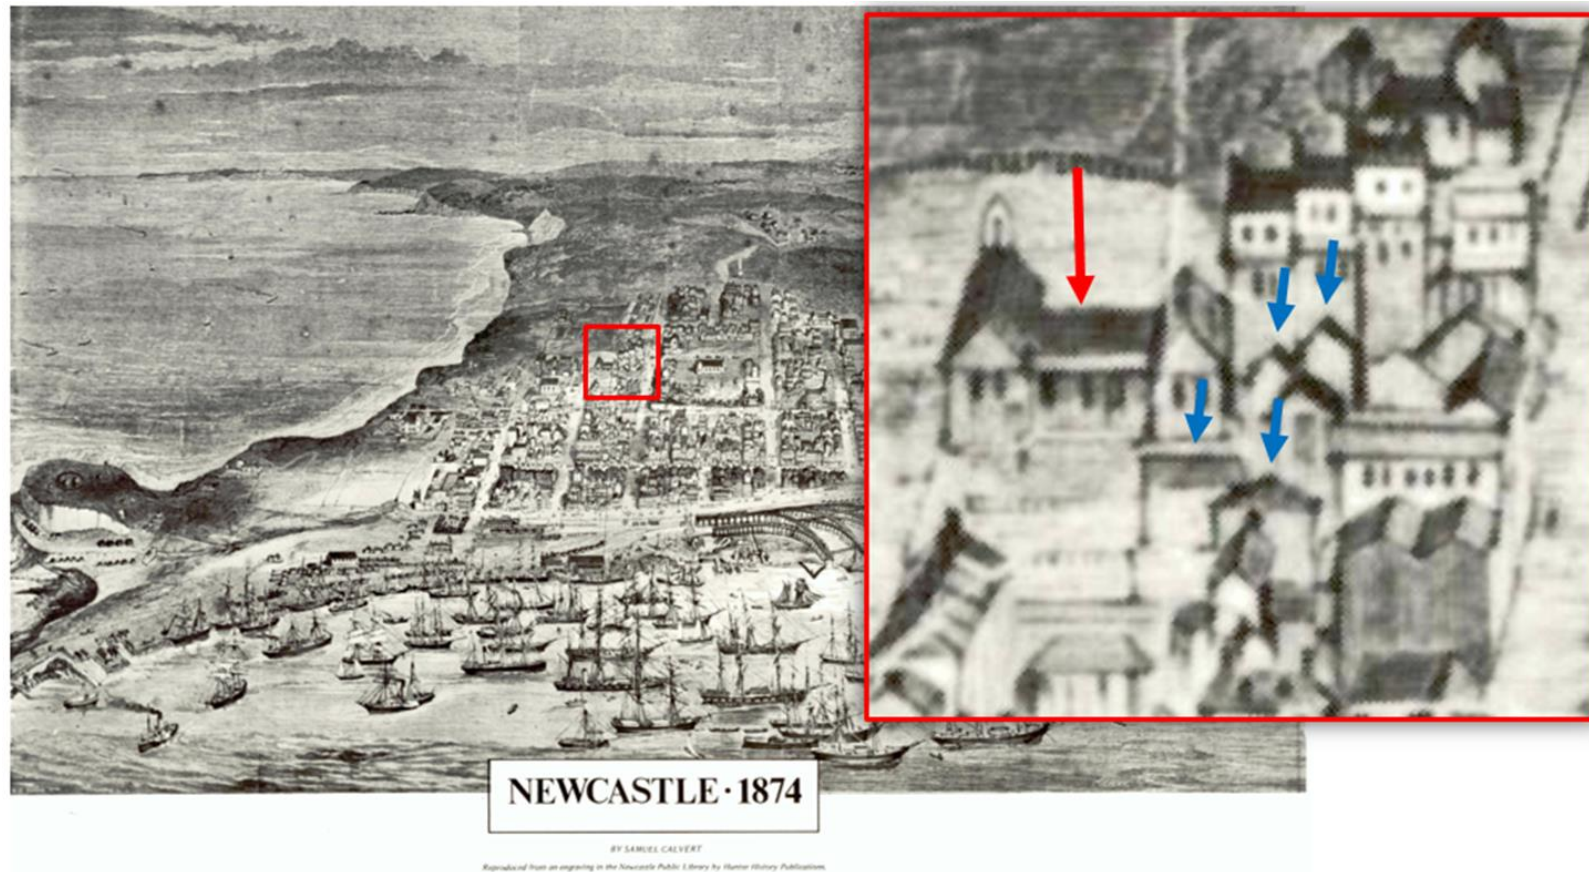 NEWCASTLE · 1874
BY SAMUEL CALVERT
Reproduced from an engraving in the Newcastle Public Library by Hunter History Publications.